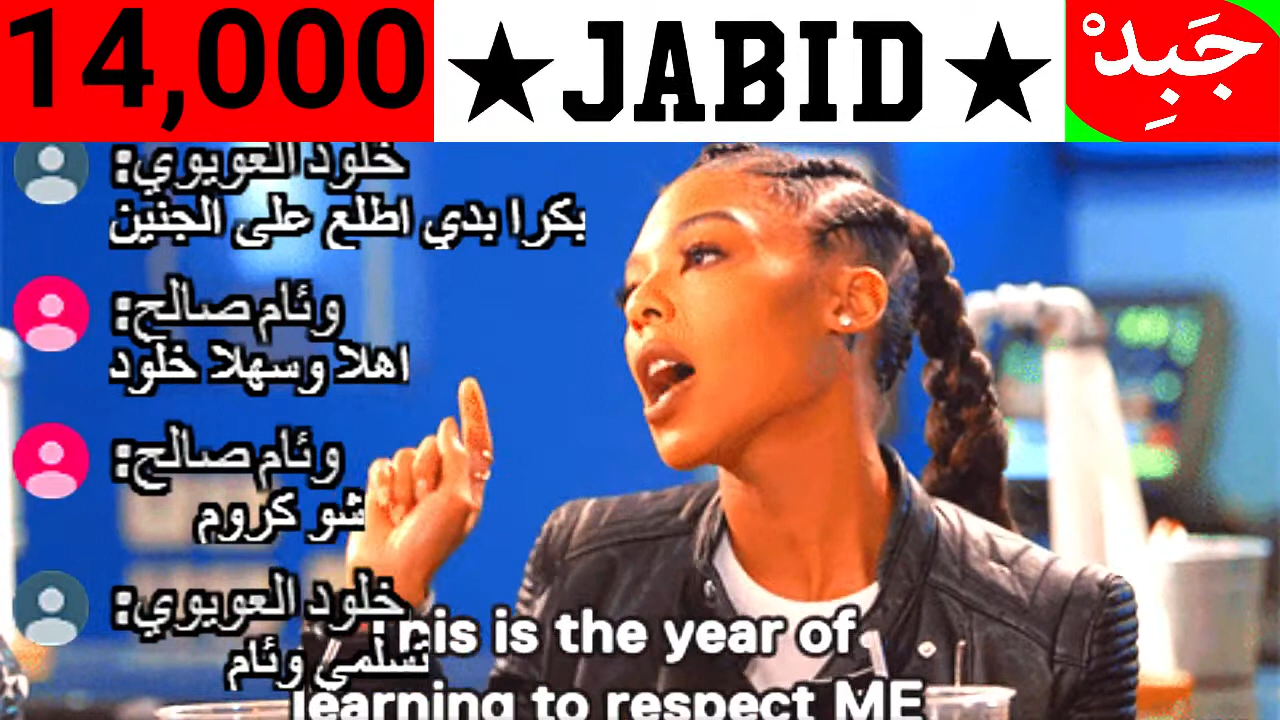 14,000
★JABID★
جَبِدْ
خلود العويوي:
بكرا بدي اطلع على الجنين
وئام صالح:
اهلا وسهلا خلود
وئام صالح:
شو كروم
خلود العويوي:
تسلمي وئام
This is the year of
learning to respect ME